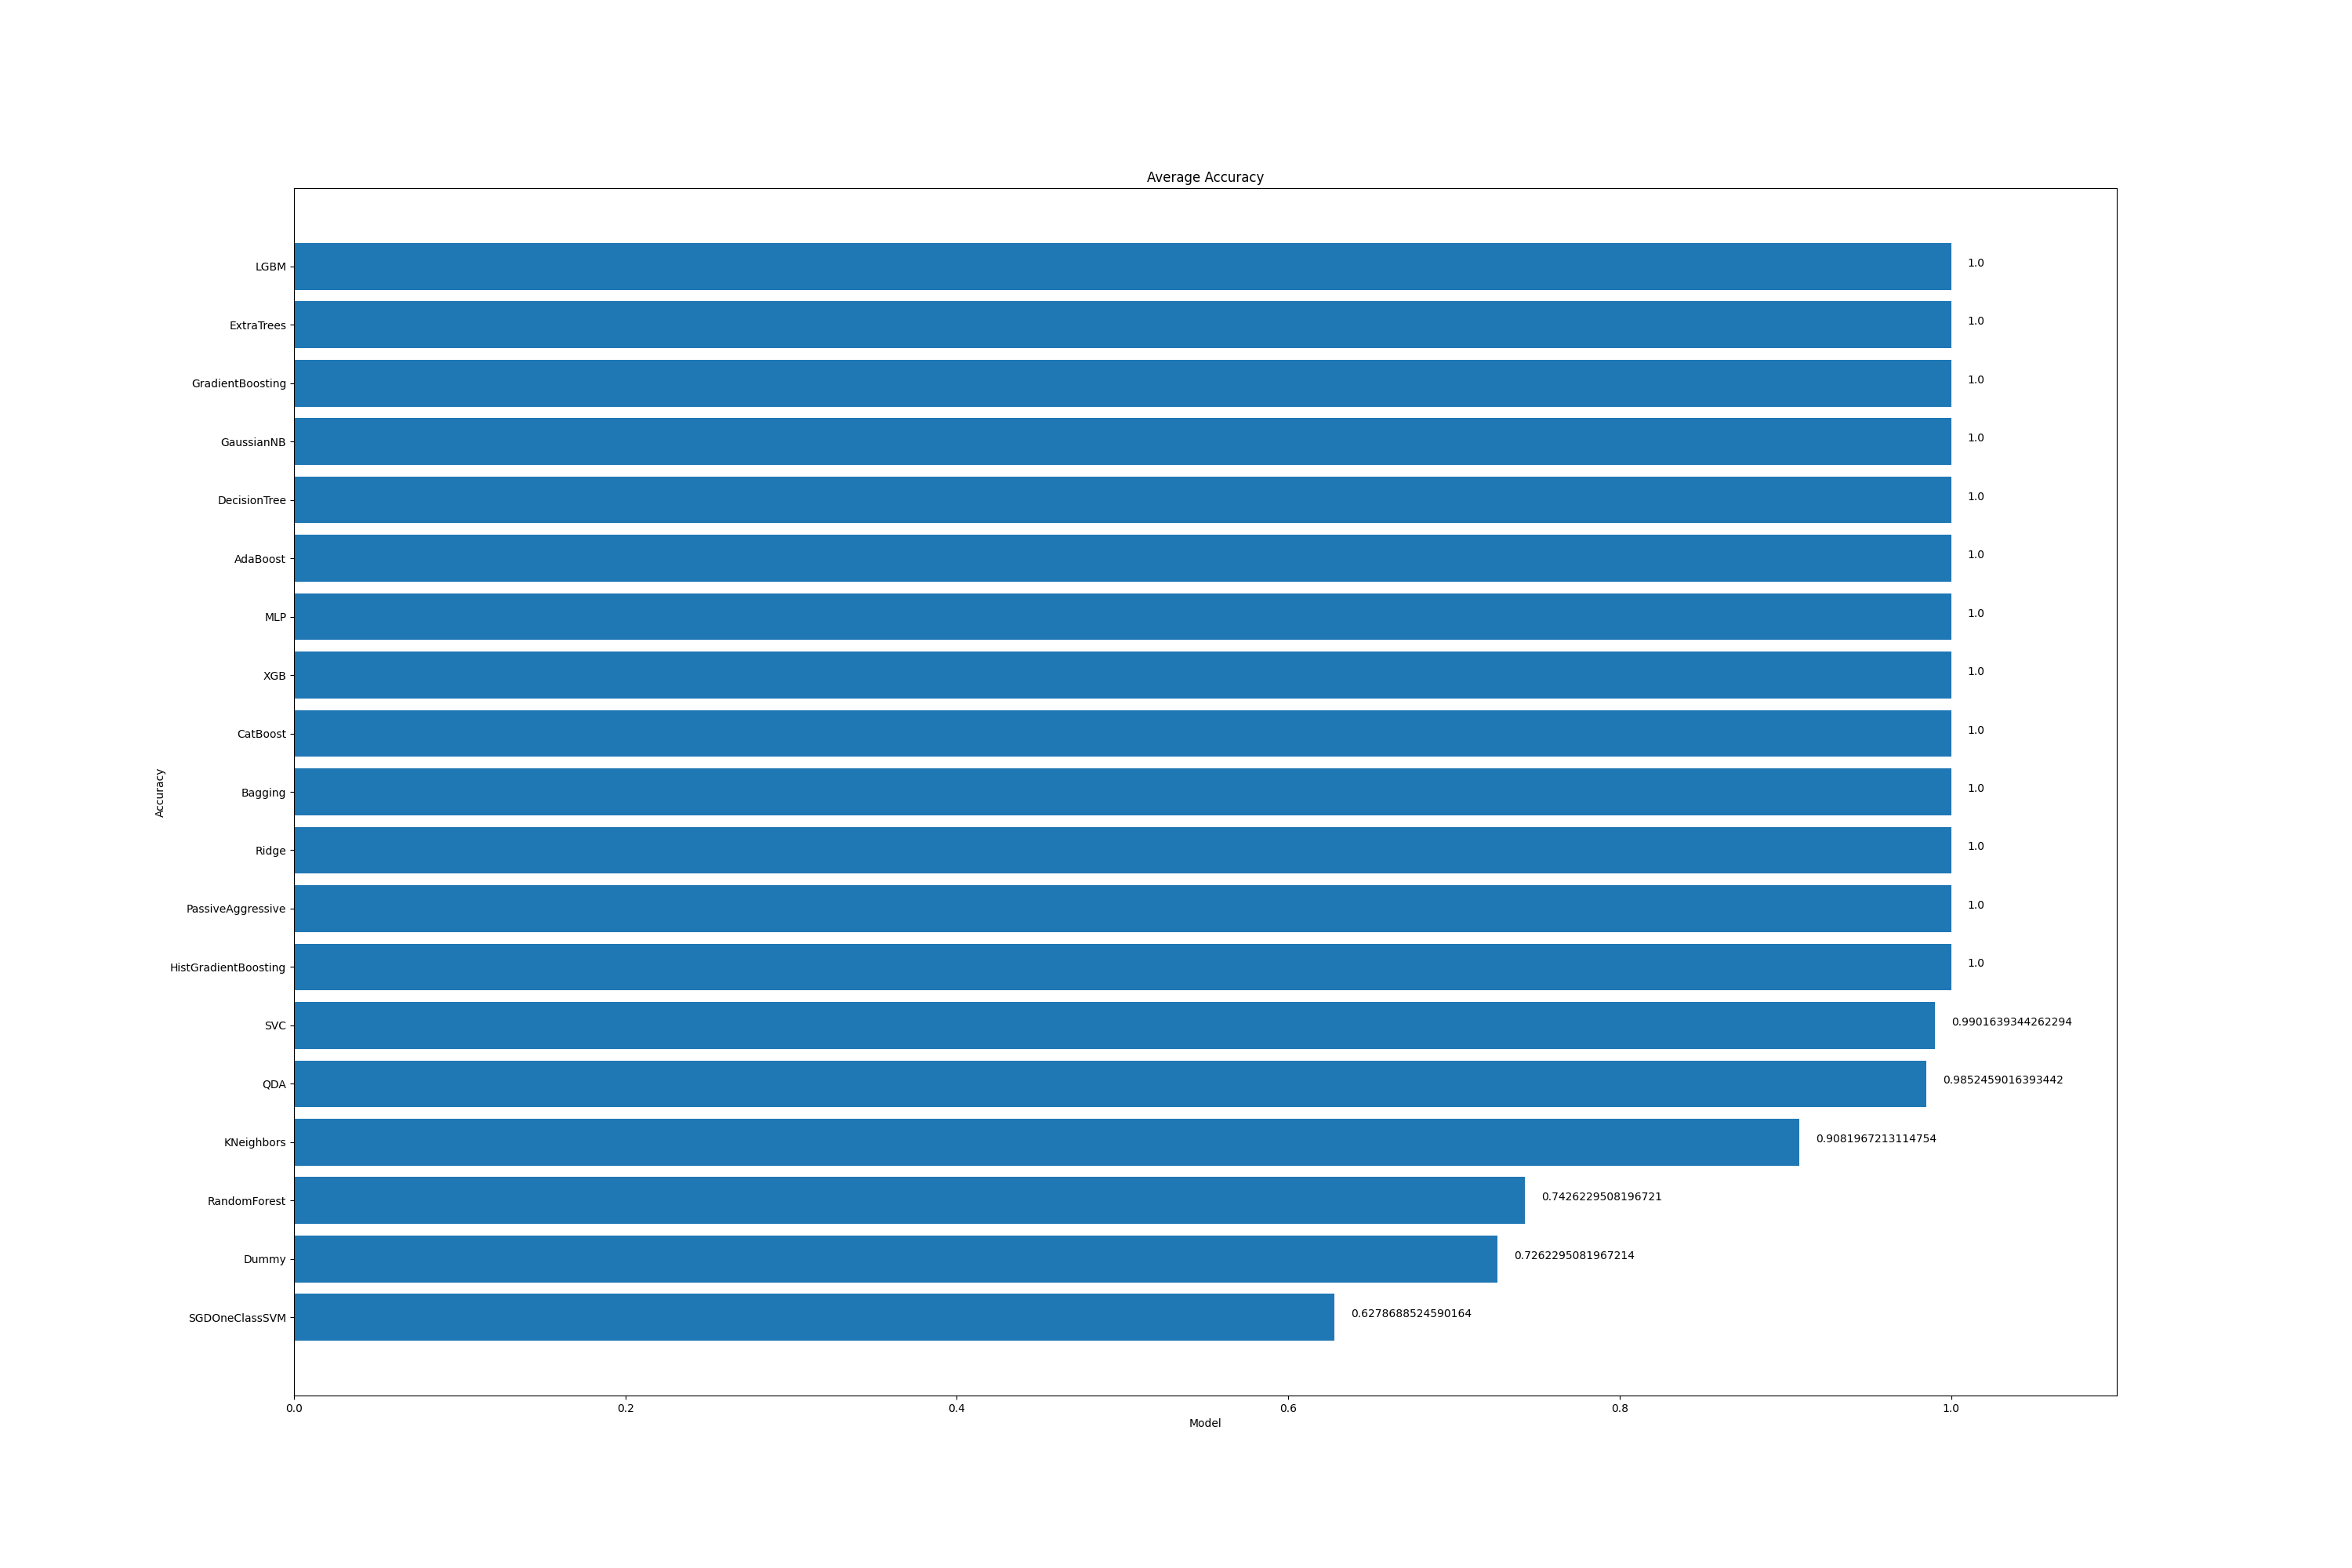 Average Accuracy
LGBM 1.0
ExtraTrees 1.0
GradientBoosting 1.0
GaussianNB 1.0
DecisionTree 1.0
AdaBoost 1.0
MLP 1.0
XGB 1.0
CatBoost 1.0
Bagging 1.0
Ridge 1.0
PassiveAggressive 1.0
HistGradientBoosting 1.0
SVC 0.9901639344262294
QDA 0.9852459016393442
KNeighbors 0.9081967213114754
RandomForest 0.7426229508196721
Dummy 0.7262295081967214
SGDOneClassSVM 0.6278688524590164
Accuracy
0.0 0.2 0.4 0.6 0.8 1.0
Model